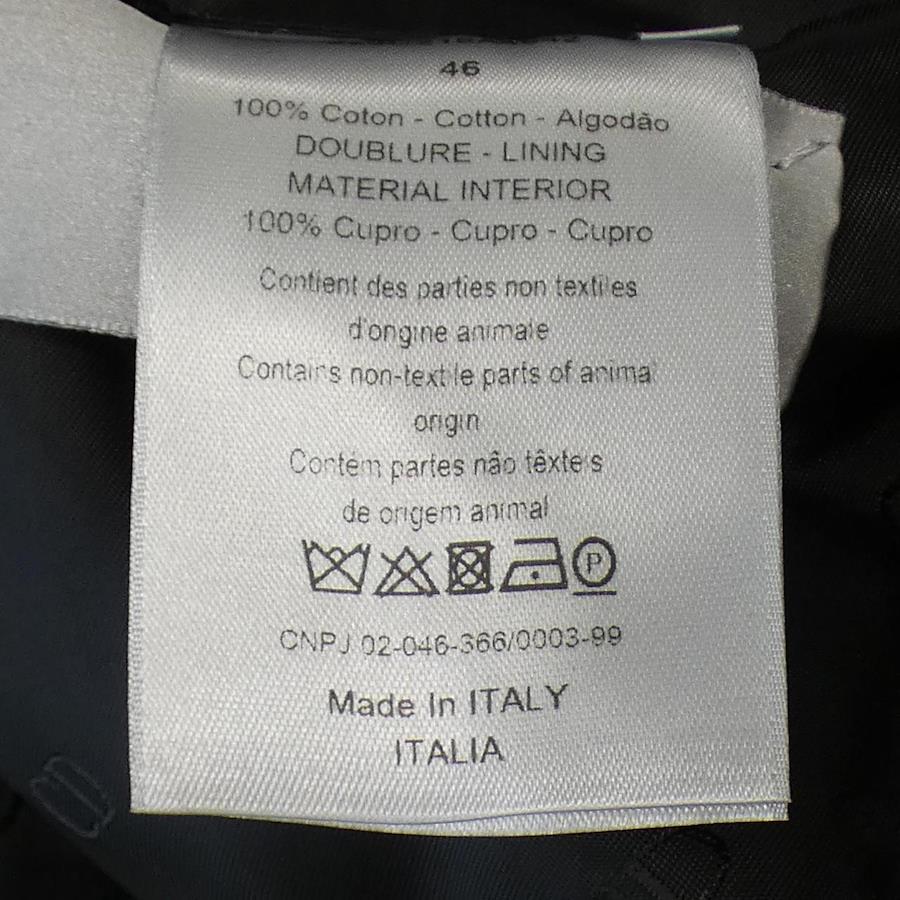 46
100% Coton - Cotton - Algodão
DOUBLURE - LINING
MATERIAL INTERIOR
100% Cupro - Cupro - Cupro
Contient des parties non textiles
d'origine animale
Contains non-textile parts of animal
origin
Contém partes não têxteis
de origem animal
P
CNPJ 02-046-366/0003-99
Made In ITALY
ITALIA